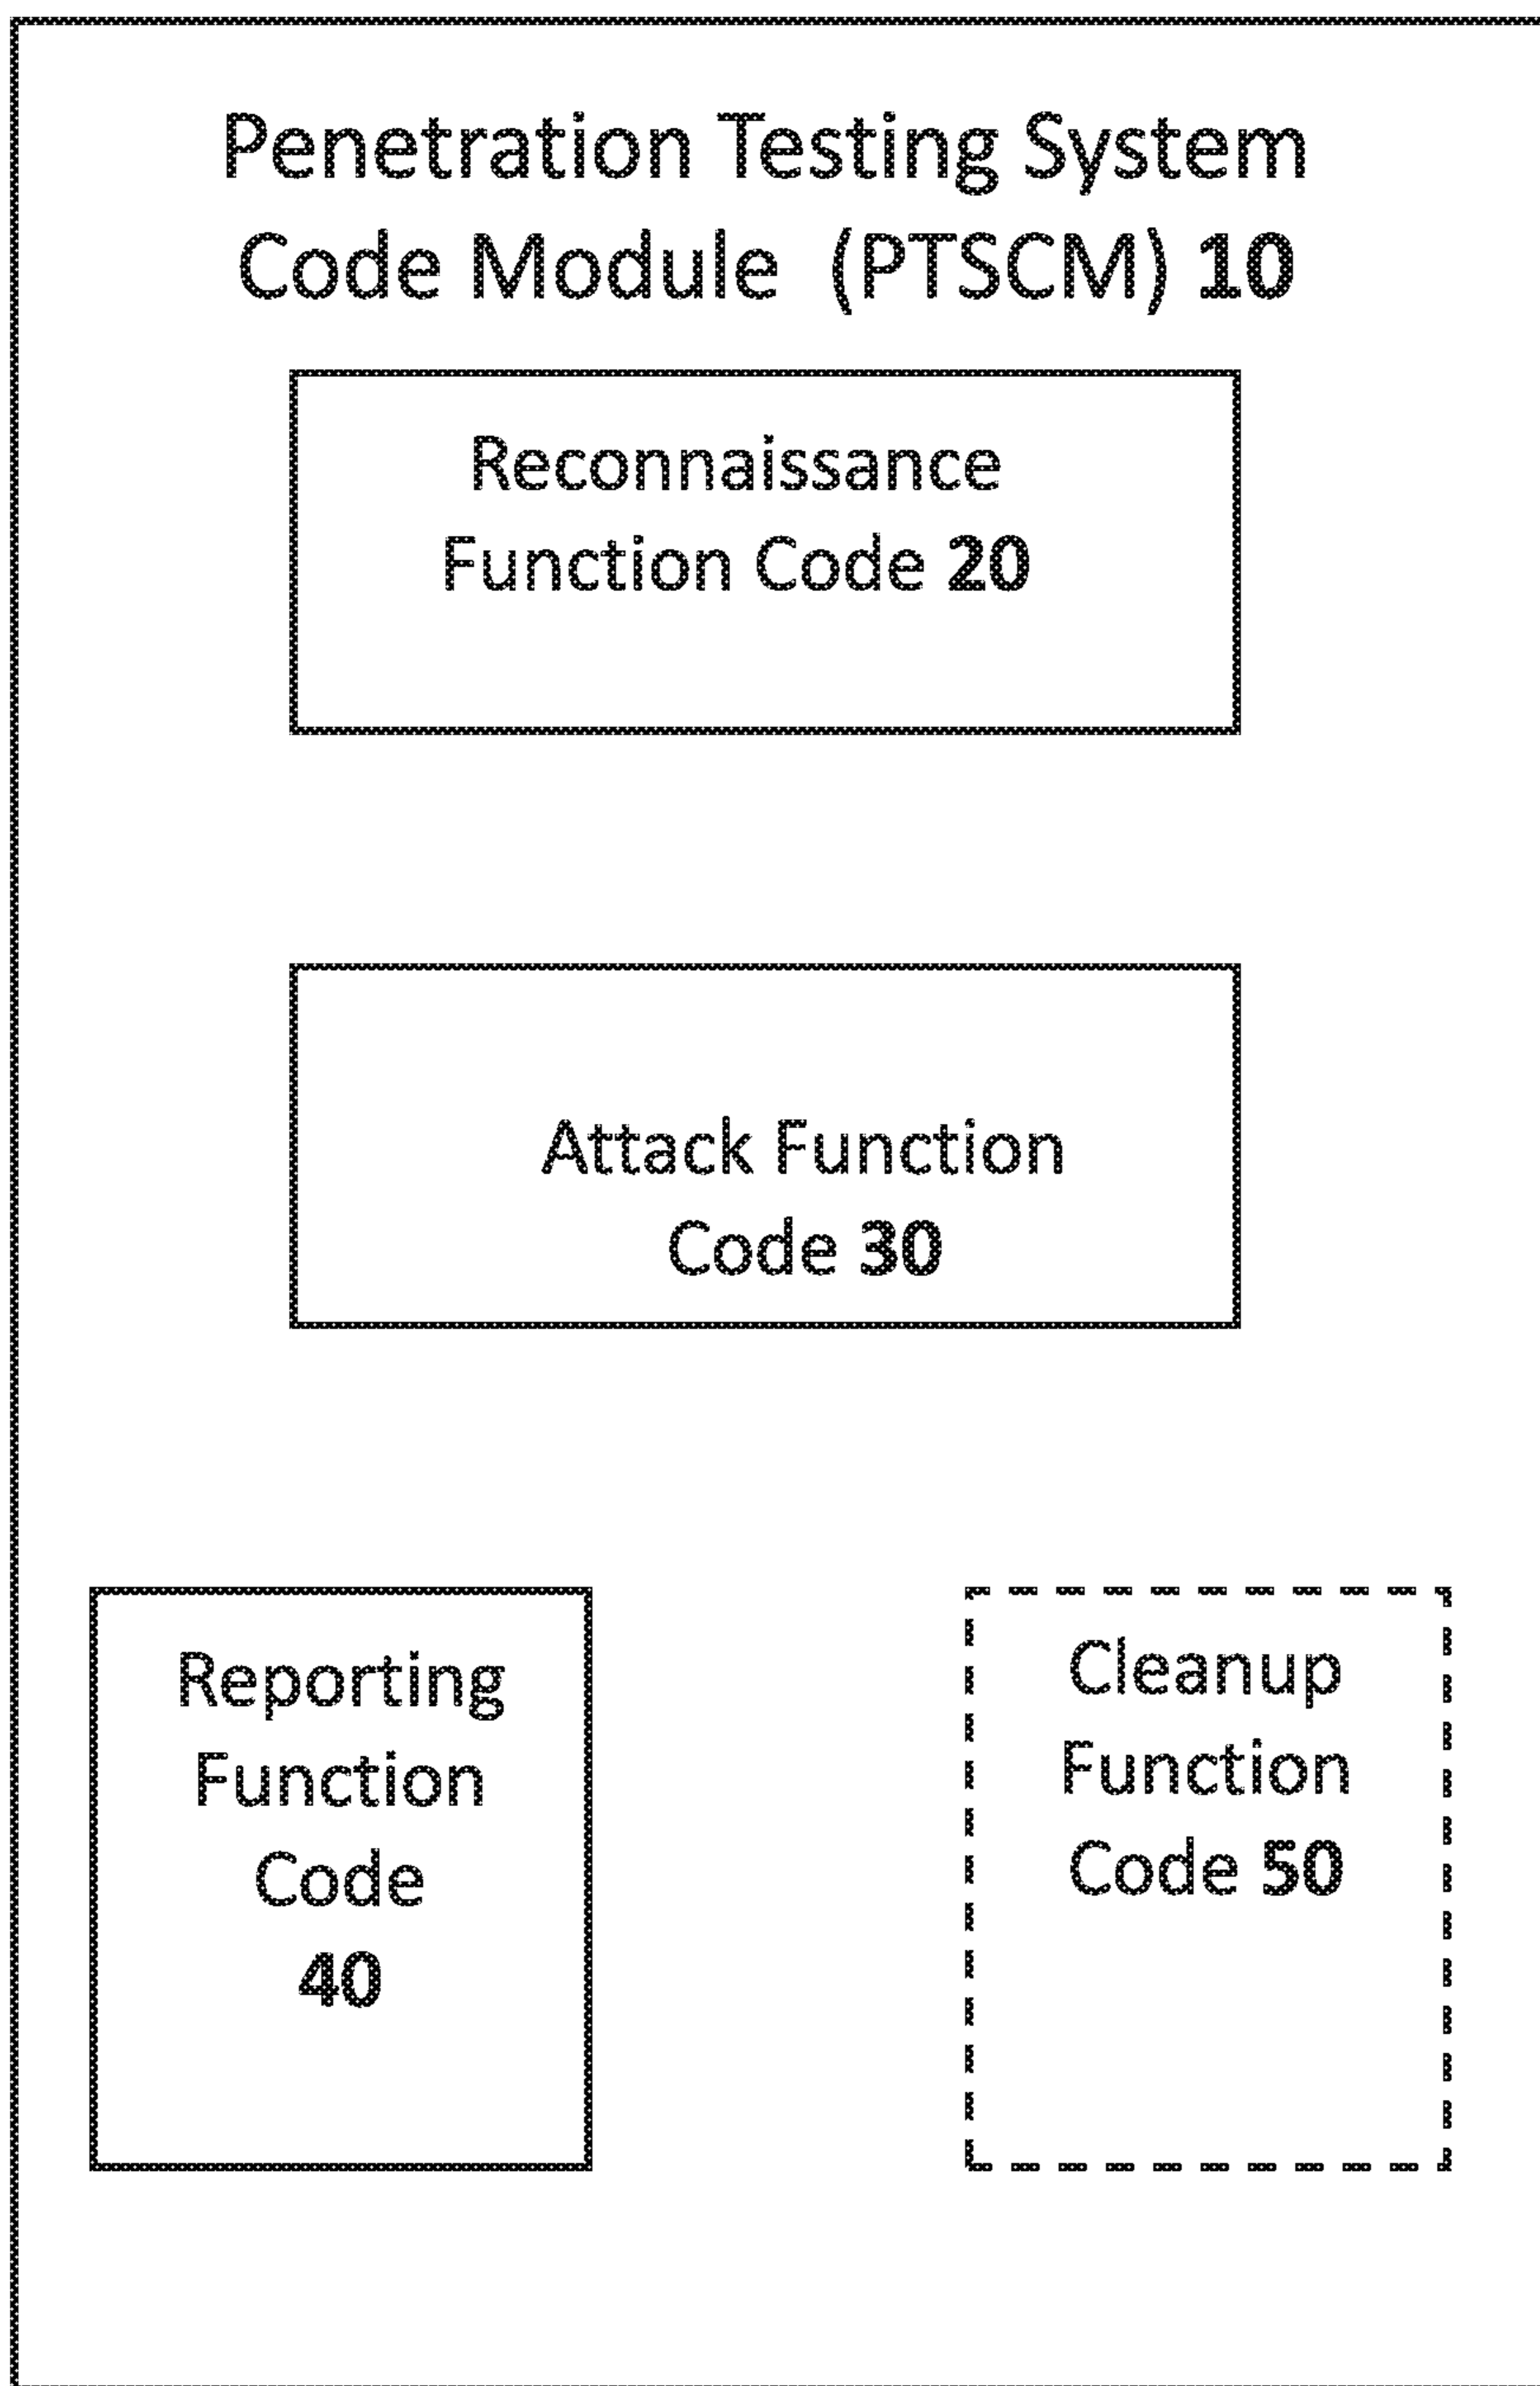 Penetration Testing System
Code Module (PTSCM) 10
Reconnaissance
Function Code 20
Attack Function
Code 30
Reporting
Function
Code
40
Cleanup
Function
Code 50